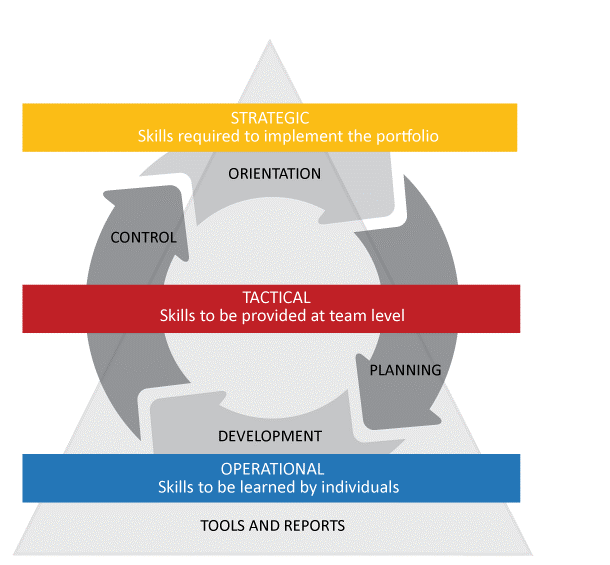 STRATEGIC
Skills required to implement the portfolio
ORIENTATION
CONTROL
TACTICAL
Skills to be provided at team level
PLANNING
DEVELOPMENT
OPERATIONAL
Skills to be learned by individuals
TOOLS AND REPORTS